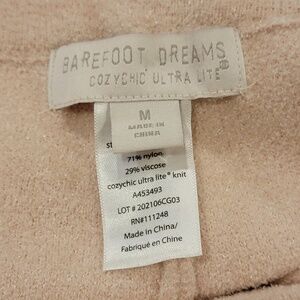 BAREFOOT DREAMS®
COZYCHIC ULTRA LITE®
M
MADE IN
CHINA
71% nylon
29% viscose
cozychic ultra lite® knit
A453493
LOT # 202106CG03
RN#111248
Made in China/
Fabriqué en Chine